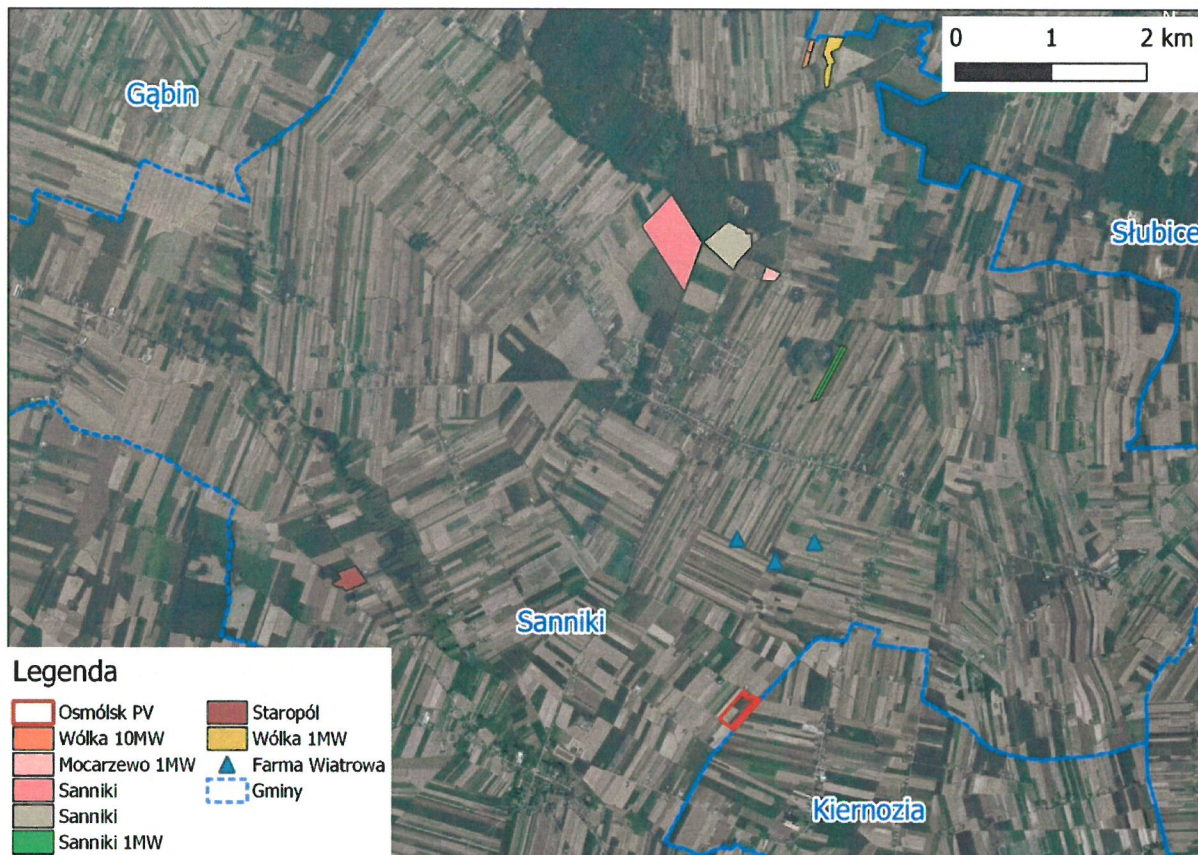 N
0 1 2 km
Gąbin
Słubice
Sanniki
Kiernozia
Legenda
Osmólsk PV
Wólka 10MW
Mocarzewo 1MW
Sanniki
Sanniki
Sanniki 1MW
Staropól
Wólka 1MW
Farma Wiatrowa
Gminy